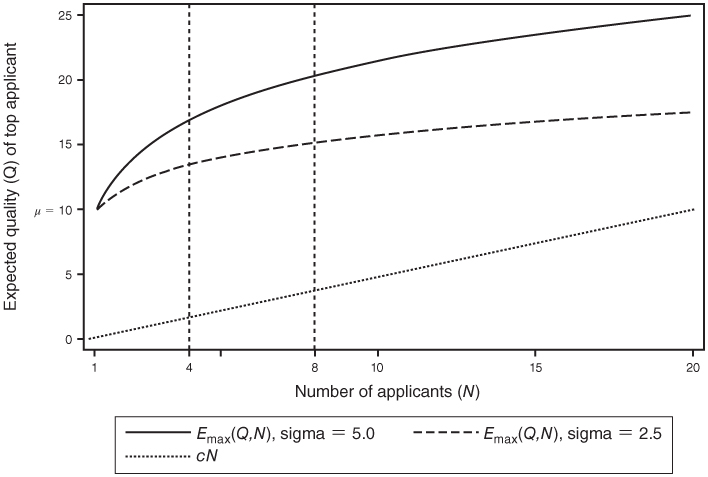 Expected quality (Q) of top applicant
25
20
15
μ = 10
5
0
1 4 8 10 15 20
Number of applicants (N)
Emax(Q,N), sigma = 5.0 Emax(Q,N), sigma = 2.5
cN